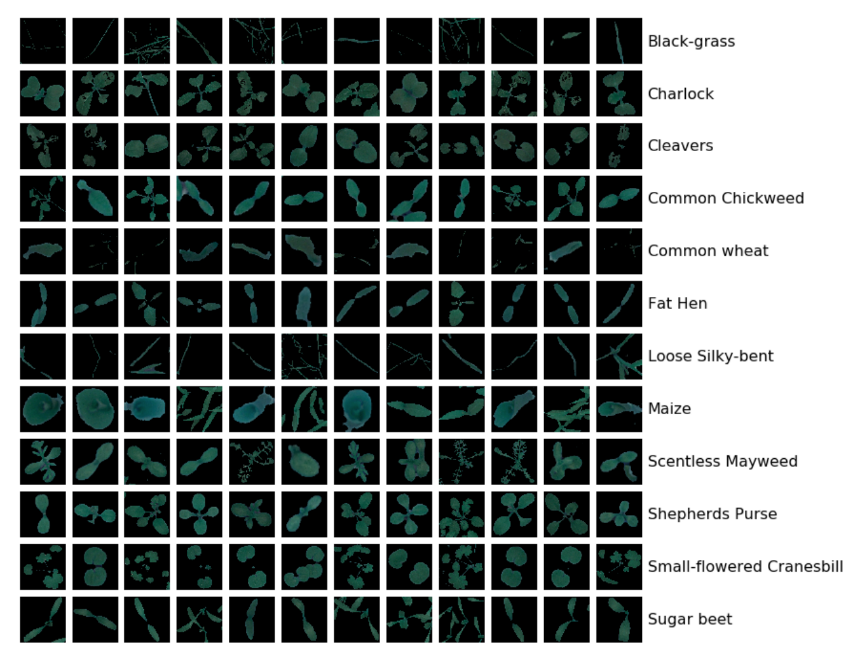 Black-grass
Charlock
Cleavers
Common Chickweed
Common wheat
Fat Hen
Loose Silky-bent
Maize
Scentless Mayweed
Shepherds Purse
Small-flowered Cranesbill
Sugar beet